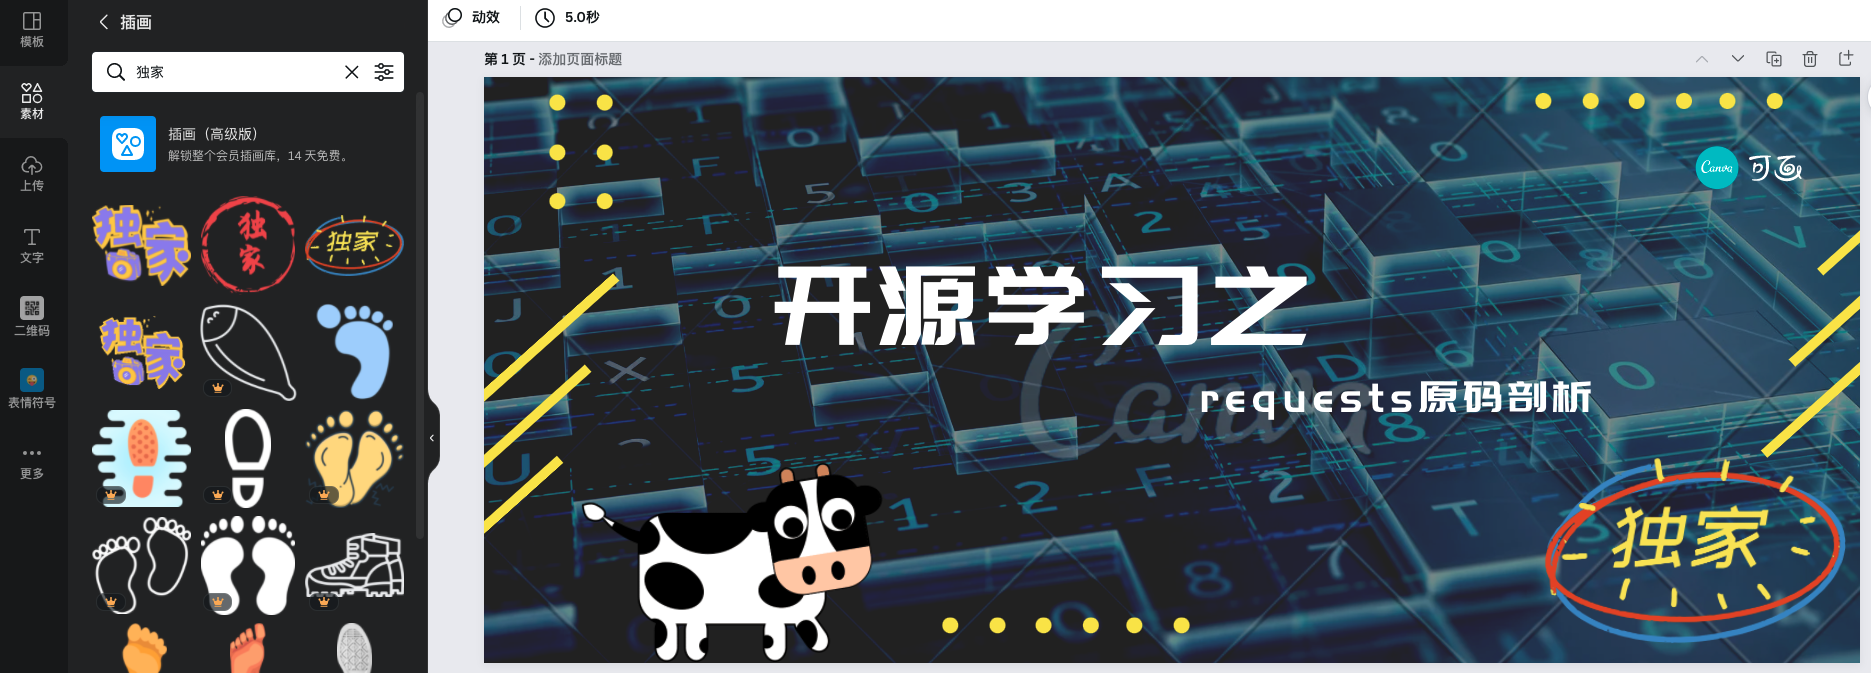 模板
素材
上传
文字
二维码
表情符号
更多
插画
独家
插画（高级版）
解锁整个会员插画库，14 天免费。
独家
独家
独家
独家
动效
5.0秒
第 1 页 - 添加页面标题
Canva 可画
开源学习之
requests原码剖析
Canva
独家